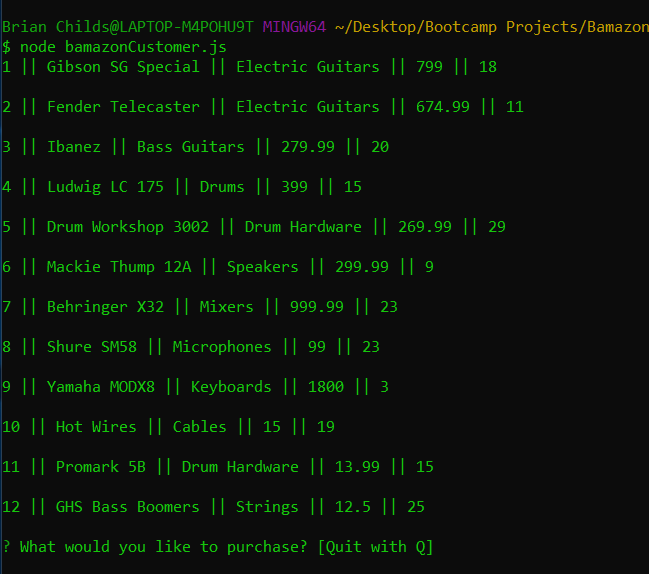 Brian Childs@LAPTOP-M4POHU9T MINGW64 ~/Desktop/Bootcamp Projects/Bamazon
$ node bamazonCustomer.js
1 || Gibson SG Special || Electric Guitars || 799 || 18
2 || Fender Telecaster || Electric Guitars || 674.99 || 11
3 || Ibanez || Bass Guitars || 279.99 || 20
4 || Ludwig LC 175 || Drums || 399 || 15
5 || Drum Workshop 3002 || Drum Hardware || 269.99 || 29
6 || Mackie Thump 12A || Speakers || 299.99 || 9
7 || Behringer X32 || Mixers || 999.99 || 23
8 || Shure SM58 || Microphones || 99 || 23
9 || Yamaha MODX8 || Keyboards || 1800 || 3
10 || Hot Wires || Cables || 15 || 19
11 || Promark 5B || Drum Hardware || 13.99 || 15
12 || GHS Bass Boomers || Strings || 12.5 || 25
? What would you like to purchase? [Quit with Q]